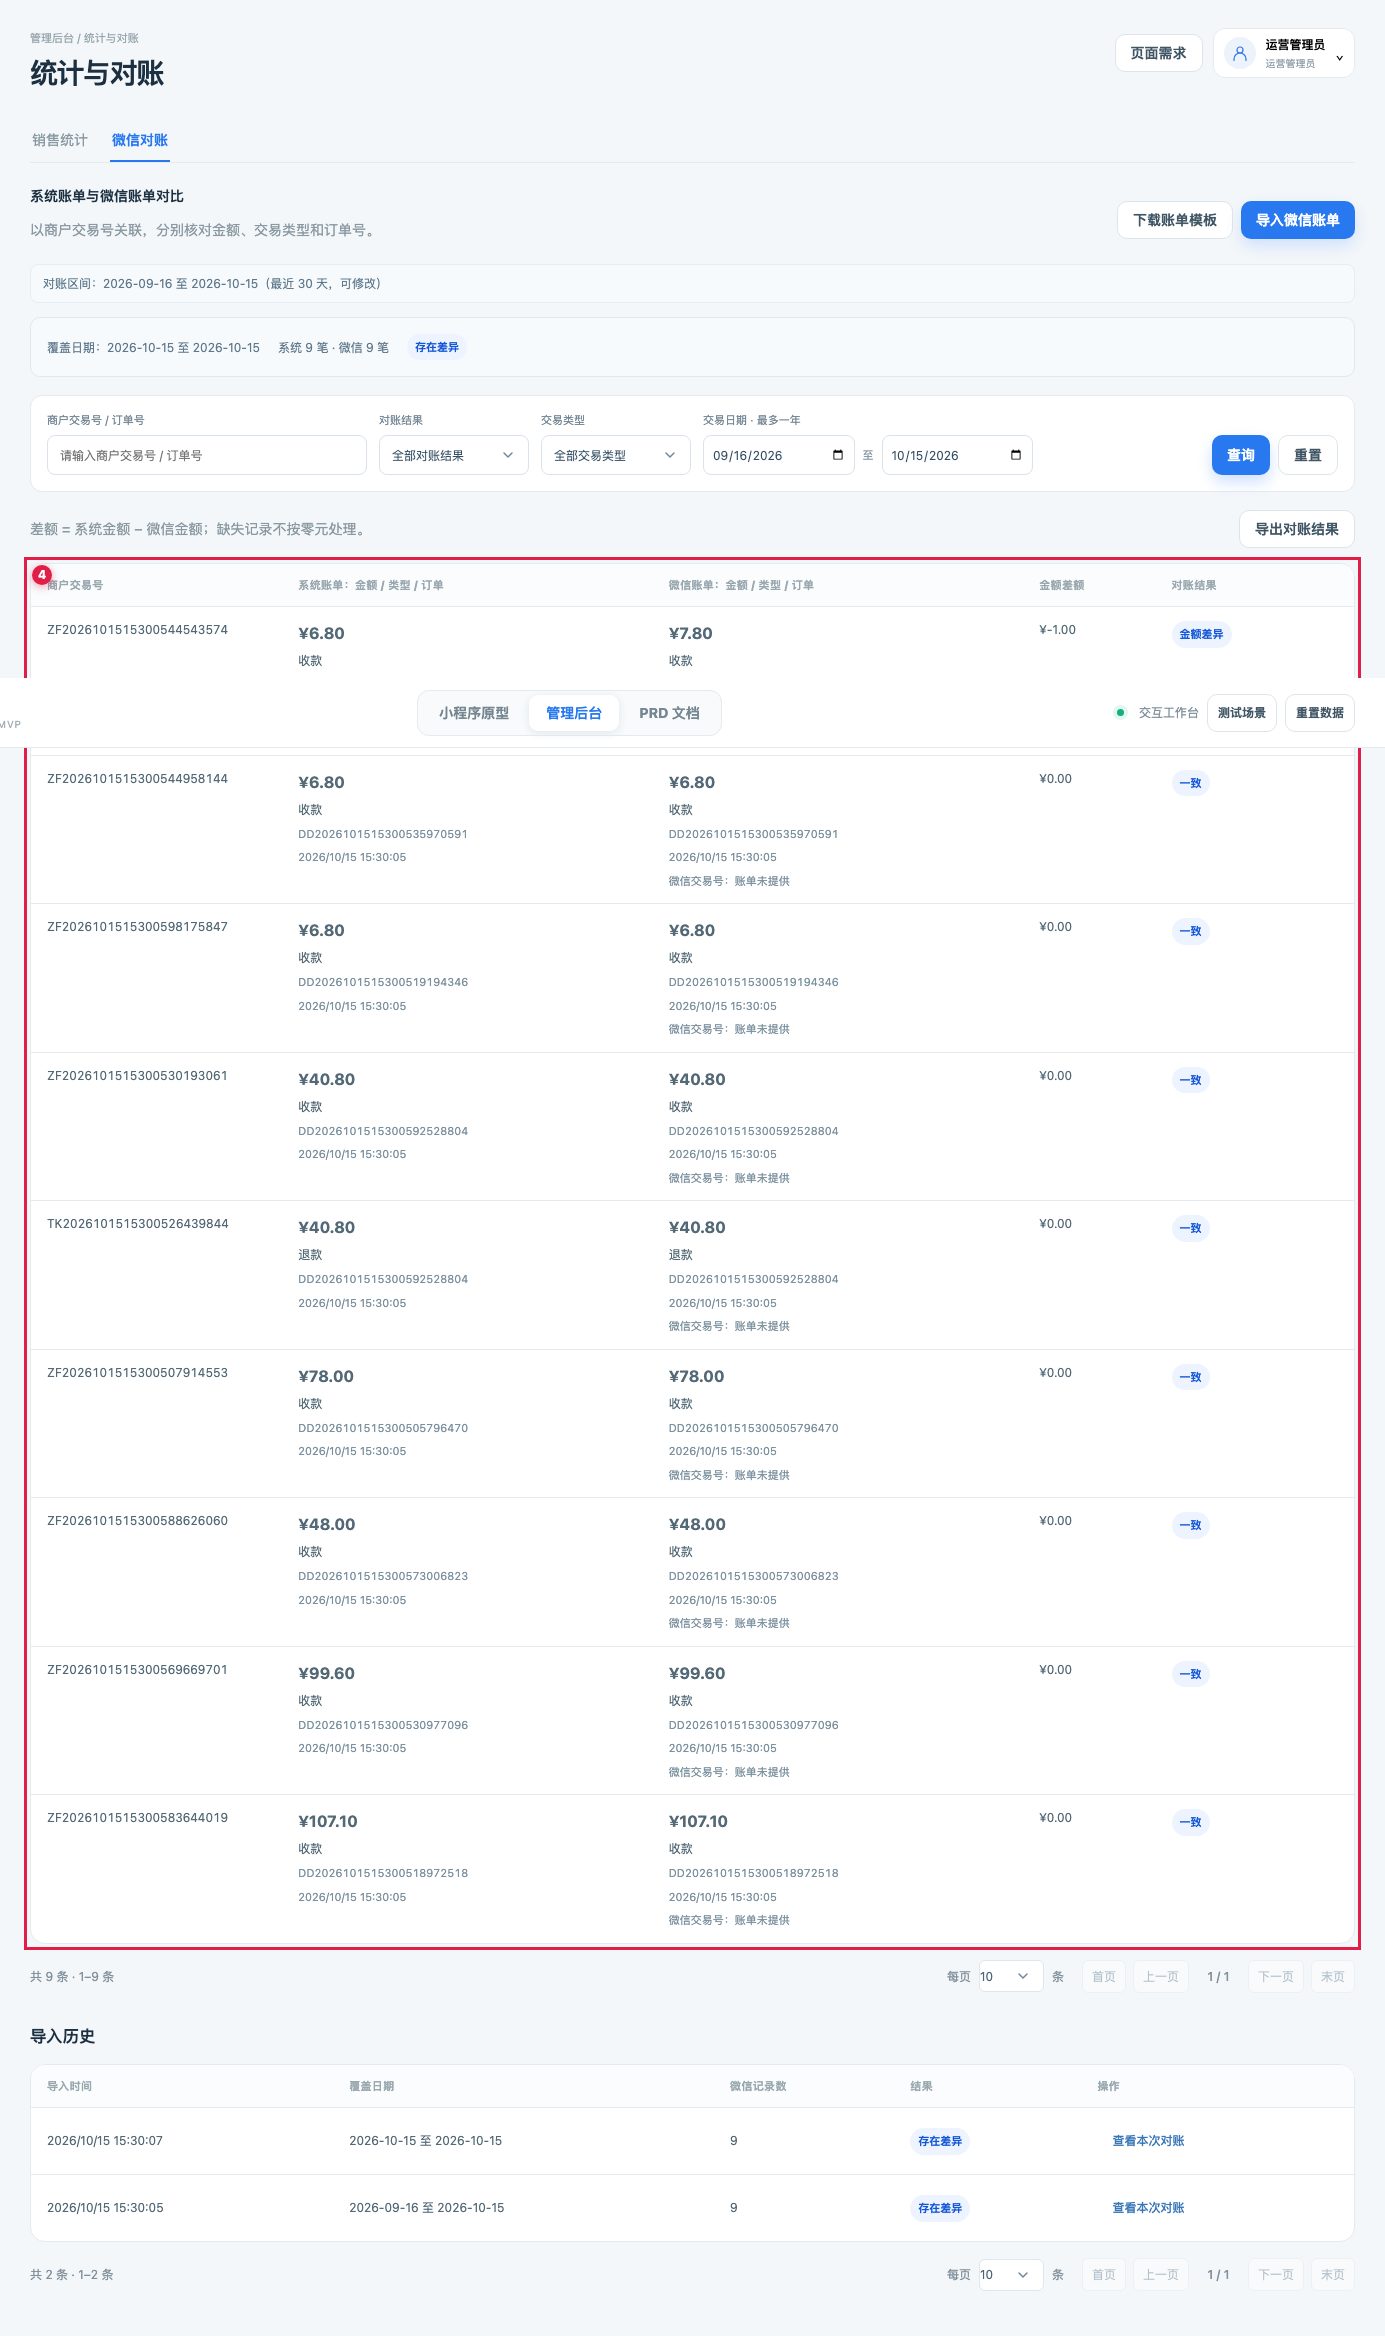 管理后台 / 统计与对账
统计与对账
页面需求
运营管理员
运营管理员
销售统计 微信对账
系统账单与微信账单对比
以商户交易号关联，分别核对金额、交易类型和订单号。
下载账单模板 导入微信账单
对账区间：2026-09-16 至 2026-10-15（最近 30 天，可修改）
覆盖日期：2026-10-15 至 2026-10-15 系统 9 笔 · 微信 9 笔 存在差异
商户交易号 / 订单号 对账结果 交易类型 交易日期 · 最多一年
请输入商户交易号 / 订单号 全部对账结果 全部交易类型 09/16/2026 至 10/15/2026 查询 重置
差额 = 系统金额 − 微信金额；缺失记录不按零元处理。 导出对账结果
4
商户交易号 系统账单：金额 / 类型 / 订单 微信账单：金额 / 类型 / 订单 金额差额 对账结果
ZF2026101515300544543574 ¥6.80 ¥7.80 ¥-1.00 金额差异
收款 收款
MVP 小程序原型 管理后台 PRD 文档 交互工作台 测试场景 重置数据
ZF2026101515300544958144 ¥6.80 ¥6.80 ¥0.00 一致
收款 收款
DD2026101515300535970591 DD2026101515300535970591
2026/10/15 15:30:05 2026/10/15 15:30:05
微信交易号：账单未提供
ZF2026101515300598175847 ¥6.80 ¥6.80 ¥0.00 一致
收款 收款
DD2026101515300519194346 DD2026101515300519194346
2026/10/15 15:30:05 2026/10/15 15:30:05
微信交易号：账单未提供
ZF2026101515300530193061 ¥40.80 ¥40.80 ¥0.00 一致
收款 收款
DD2026101515300592528804 DD2026101515300592528804
2026/10/15 15:30:05 2026/10/15 15:30:05
微信交易号：账单未提供
TK2026101515300526439844 ¥40.80 ¥40.80 ¥0.00 一致
退款 退款
DD2026101515300592528804 DD2026101515300592528804
2026/10/15 15:30:05 2026/10/15 15:30:05
微信交易号：账单未提供
ZF2026101515300507914553 ¥78.00 ¥78.00 ¥0.00 一致
收款 收款
DD2026101515300505796470 DD2026101515300505796470
2026/10/15 15:30:05 2026/10/15 15:30:05
微信交易号：账单未提供
ZF2026101515300588626060 ¥48.00 ¥48.00 ¥0.00 一致
收款 收款
DD2026101515300573006823 DD2026101515300573006823
2026/10/15 15:30:05 2026/10/15 15:30:05
微信交易号：账单未提供
ZF2026101515300569669701 ¥99.60 ¥99.60 ¥0.00 一致
收款 收款
DD2026101515300530977096 DD2026101515300530977096
2026/10/15 15:30:05 2026/10/15 15:30:05
微信交易号：账单未提供
ZF2026101515300583644019 ¥107.10 ¥107.10 ¥0.00 一致
收款 收款
DD2026101515300518972518 DD2026101515300518972518
2026/10/15 15:30:05 2026/10/15 15:30:05
微信交易号：账单未提供
共 9 条 · 1–9 条 每页 10 条 首页 上一页 1 / 1 下一页 末页
导入历史
导入时间 覆盖日期 微信记录数 结果 操作
2026/10/15 15:30:07 2026-10-15 至 2026-10-15 9 存在差异 查看本次对账
2026/10/15 15:30:05 2026-09-16 至 2026-10-15 9 存在差异 查看本次对账
共 2 条 · 1–2 条 每页 10 条 首页 上一页 1 / 1 下一页 末页